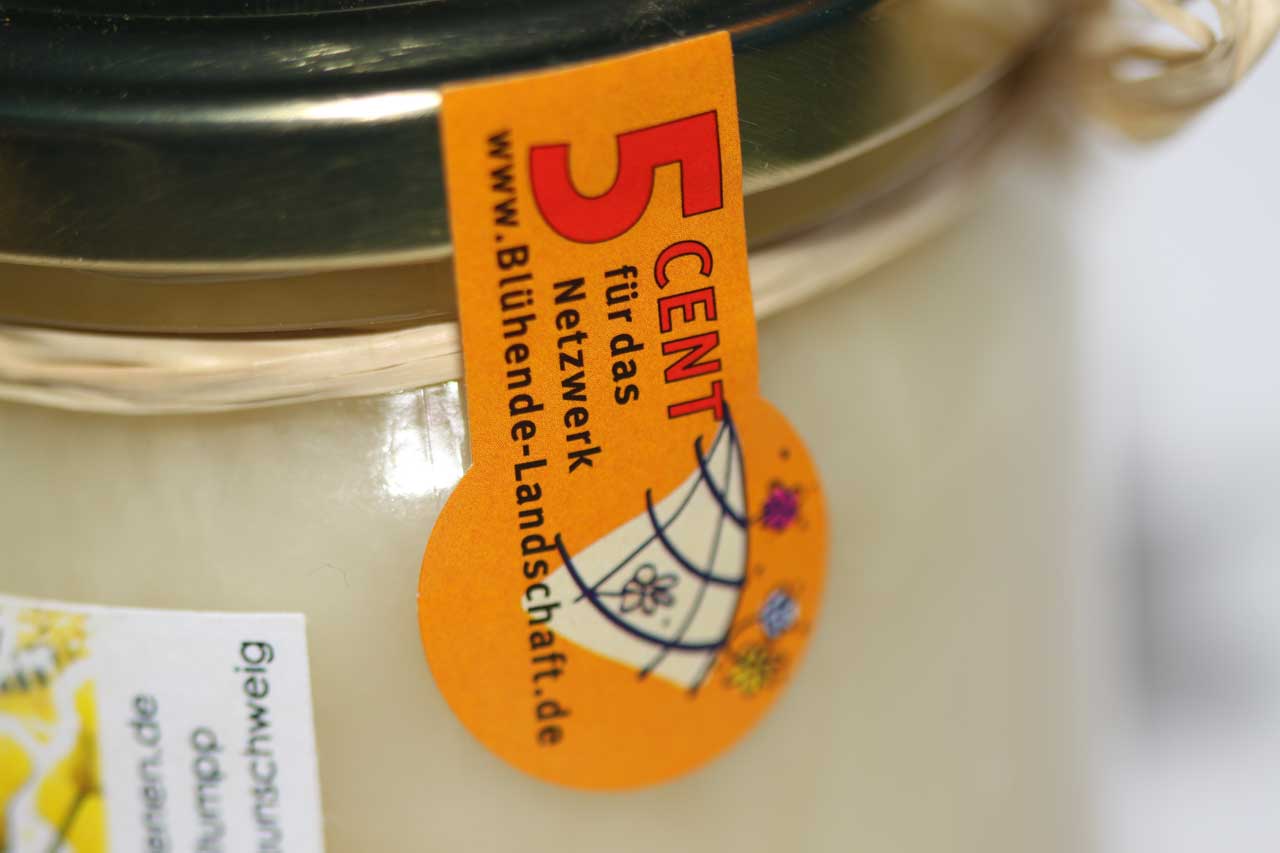 5 CENT
für das
Netzwerk
www.Blühende-Landschaft.de